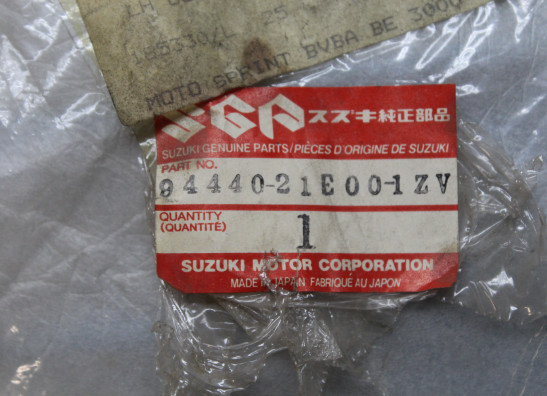 MOTO SPRINT BVBA BE 3000
SGP スズキ純正部品
SUZUKI GENUINE PARTS/PIÈCES D'ORIGINE DE SUZUKI
PART NO.
94440-21E00-1ZV
QUANTITY
(QUANTITÉ)
1
SUZUKI MOTOR CORPORATION
MADE IN JAPAN FABRIQUÉ AU JAPON